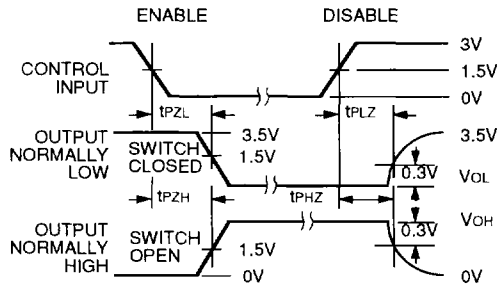 ENABLE DISABLE
3V
CONTROL INPUT 1.5V
0V
tPZL tPLZ
OUTPUT NORMALLY LOW
SWITCH CLOSED
3.5V
1.5V
3.5V
0.3V
VOL
tPZH tPHZ
VOH
0.3V
OUTPUT NORMALLY HIGH
SWITCH OPEN
1.5V
0V
0V